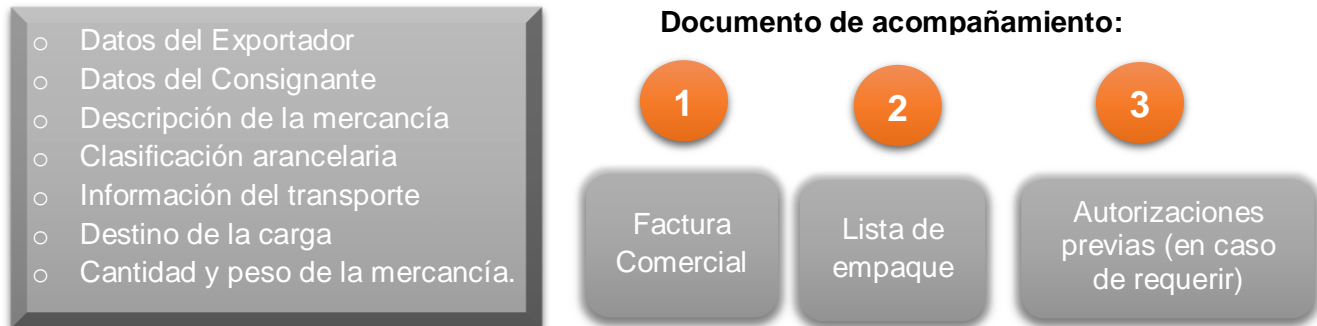 o Datos del Exportador
o Datos del Consignante
o Descripción de la mercancía
o Clasificación arancelaria
o Información del transporte
o Destino de la carga
o Cantidad y peso de la mercancía.
Documento de acompañamiento:
1
2
3
Factura
Comercial
Lista de
empaque
Autorizaciones
previas (en caso
de requerir)